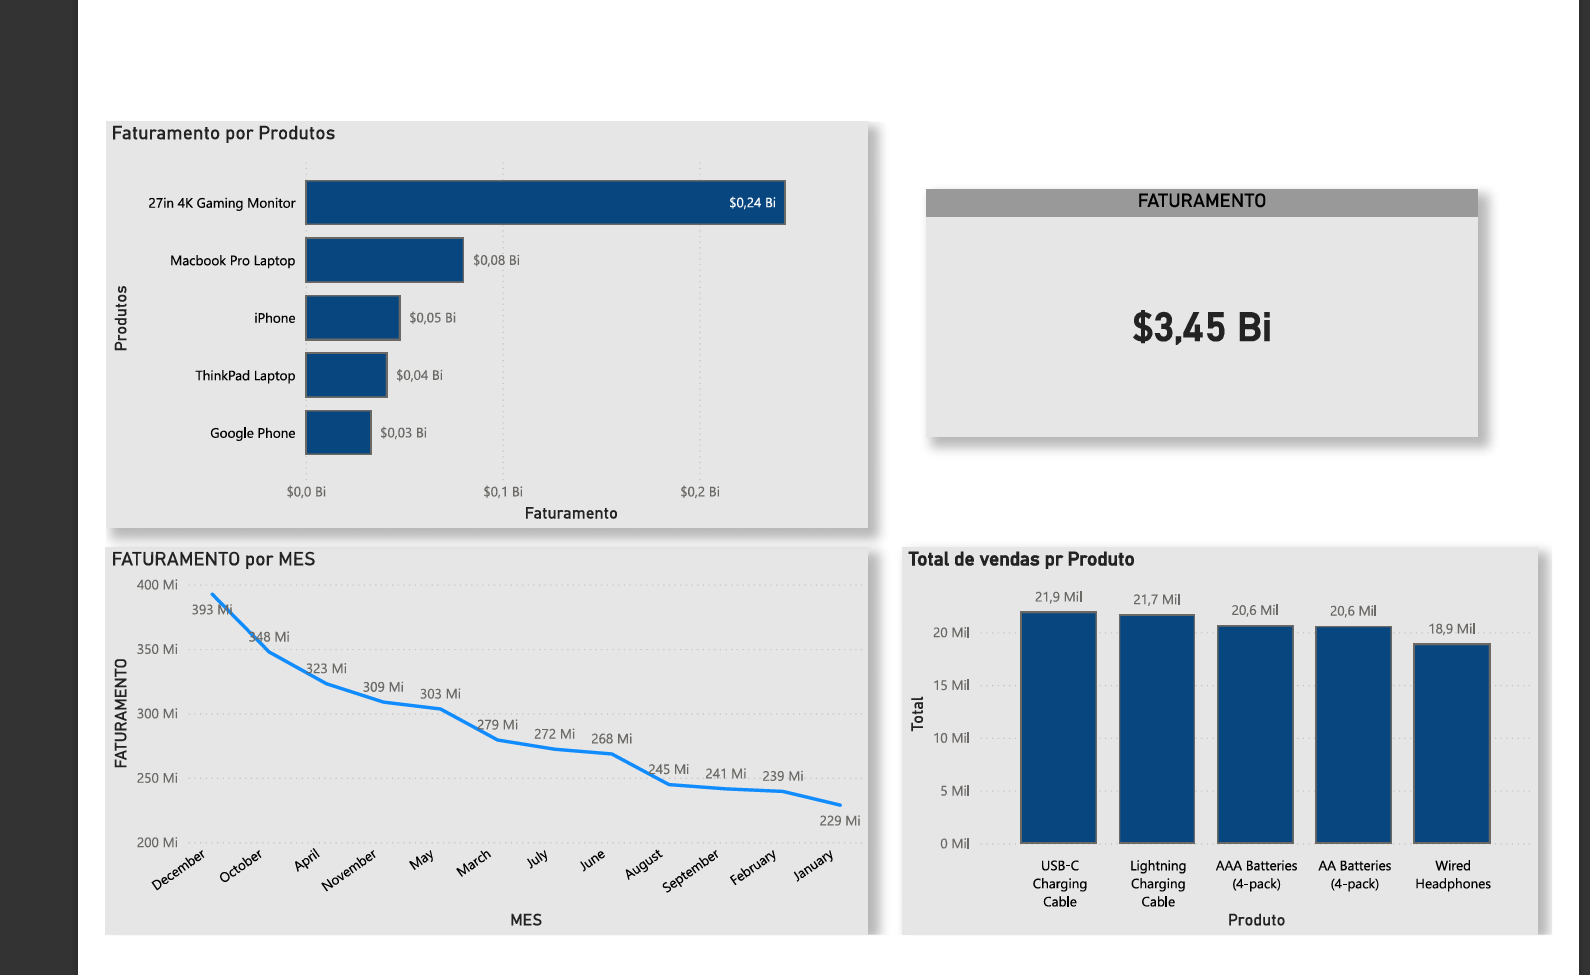 Faturamento por Produtos
Produtos
27in 4K Gaming Monitor
$0,24 Bi
Macbook Pro Laptop
$0,08 Bi
iPhone
$0,05 Bi
ThinkPad Laptop
$0,04 Bi
Google Phone
$0,03 Bi
$0,0 Bi
$0,1 Bi
$0,2 Bi
Faturamento
FATURAMENTO
$3,45 Bi
FATURAMENTO por MES
FATURAMENTO
400 Mi
350 Mi
300 Mi
250 Mi
200 Mi
393 Mi
348 Mi
323 Mi
309 Mi
303 Mi
279 Mi
272 Mi
268 Mi
245 Mi
241 Mi
239 Mi
229 Mi
December
October
April
November
May
March
July
June
August
September
February
January
MES
Total de vendas pr Produto
Total
20 Mil
15 Mil
10 Mil
5 Mil
0 Mil
21,9 Mil
21,7 Mil
20,6 Mil
20,6 Mil
18,9 Mil
USB-C
Charging
Cable
Lightning
Charging
Cable
AAA Batteries
(4-pack)
AA Batteries
(4-pack)
Wired
Headphones
Produto